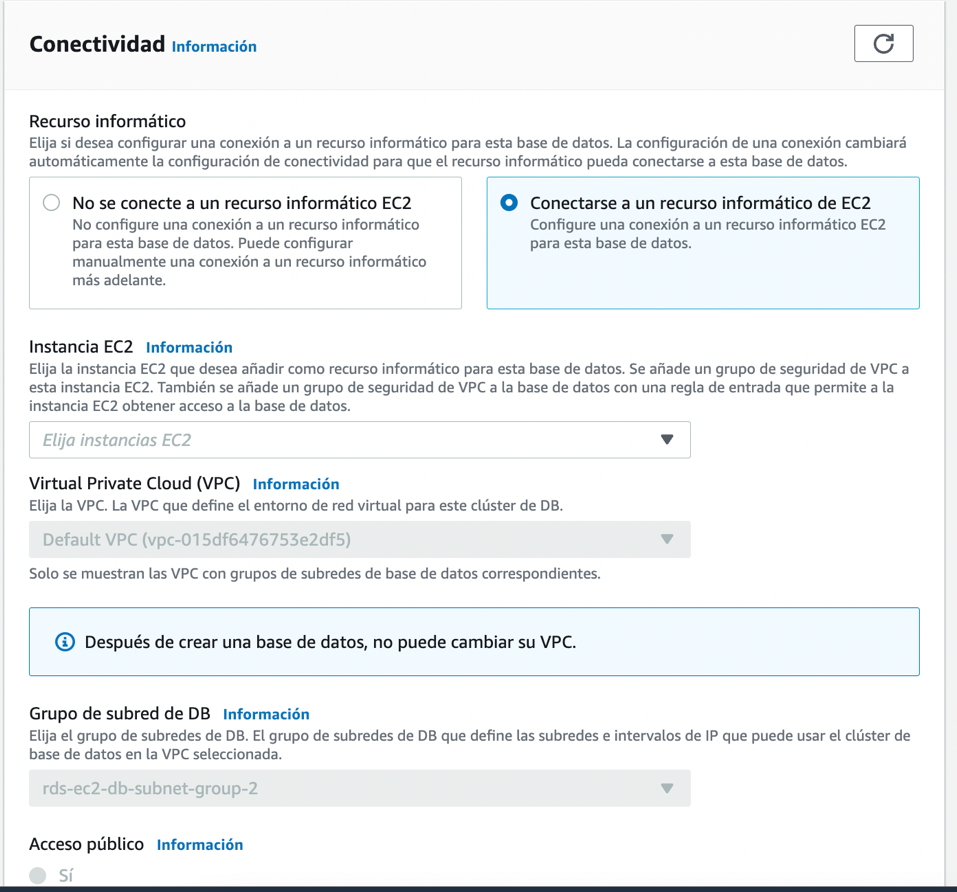 Conectividad Información
Recurso informático
Elija si desea configurar una conexión a un recurso informático para esta base de datos. La configuración de una conexión cambiará
automáticamente la configuración de conectividad para que el recurso informático pueda conectarse a esta base de datos.
No se conecte a un recurso informático EC2
No configure una conexión a un recurso informático
para esta base de datos. Puede configurar
manualmente una conexión a un recurso informático
más adelante.
Conectarse a un recurso informático de EC2
Configure una conexión a un recurso informático EC2
para esta base de datos.
Instancia EC2 Información
Elija la instancia EC2 que desea añadir como recurso informático para esta base de datos. Se añade un grupo de seguridad de VPC a
esta instancia EC2. También se añade un grupo de seguridad de VPC a la base de datos con una regla de entrada que permite a la
instancia EC2 obtener acceso a la base de datos.
Elija instancias EC2
Virtual Private Cloud (VPC) Información
Elija la VPC. La VPC que define el entorno de red virtual para este clúster de DB.
Default VPC (vpc-015df6476753e2df5)
Solo se muestran las VPC con grupos de subredes de base de datos correspondientes.
Después de crear una base de datos, no puede cambiar su VPC.
Grupo de subred de DB Información
Elija el grupo de subredes de DB. El grupo de subredes de DB que define las subredes e intervalos de IP que puede usar el clúster de
base de datos en la VPC seleccionada.
rds-ec2-db-subnet-group-2
Acceso público Información
Sí